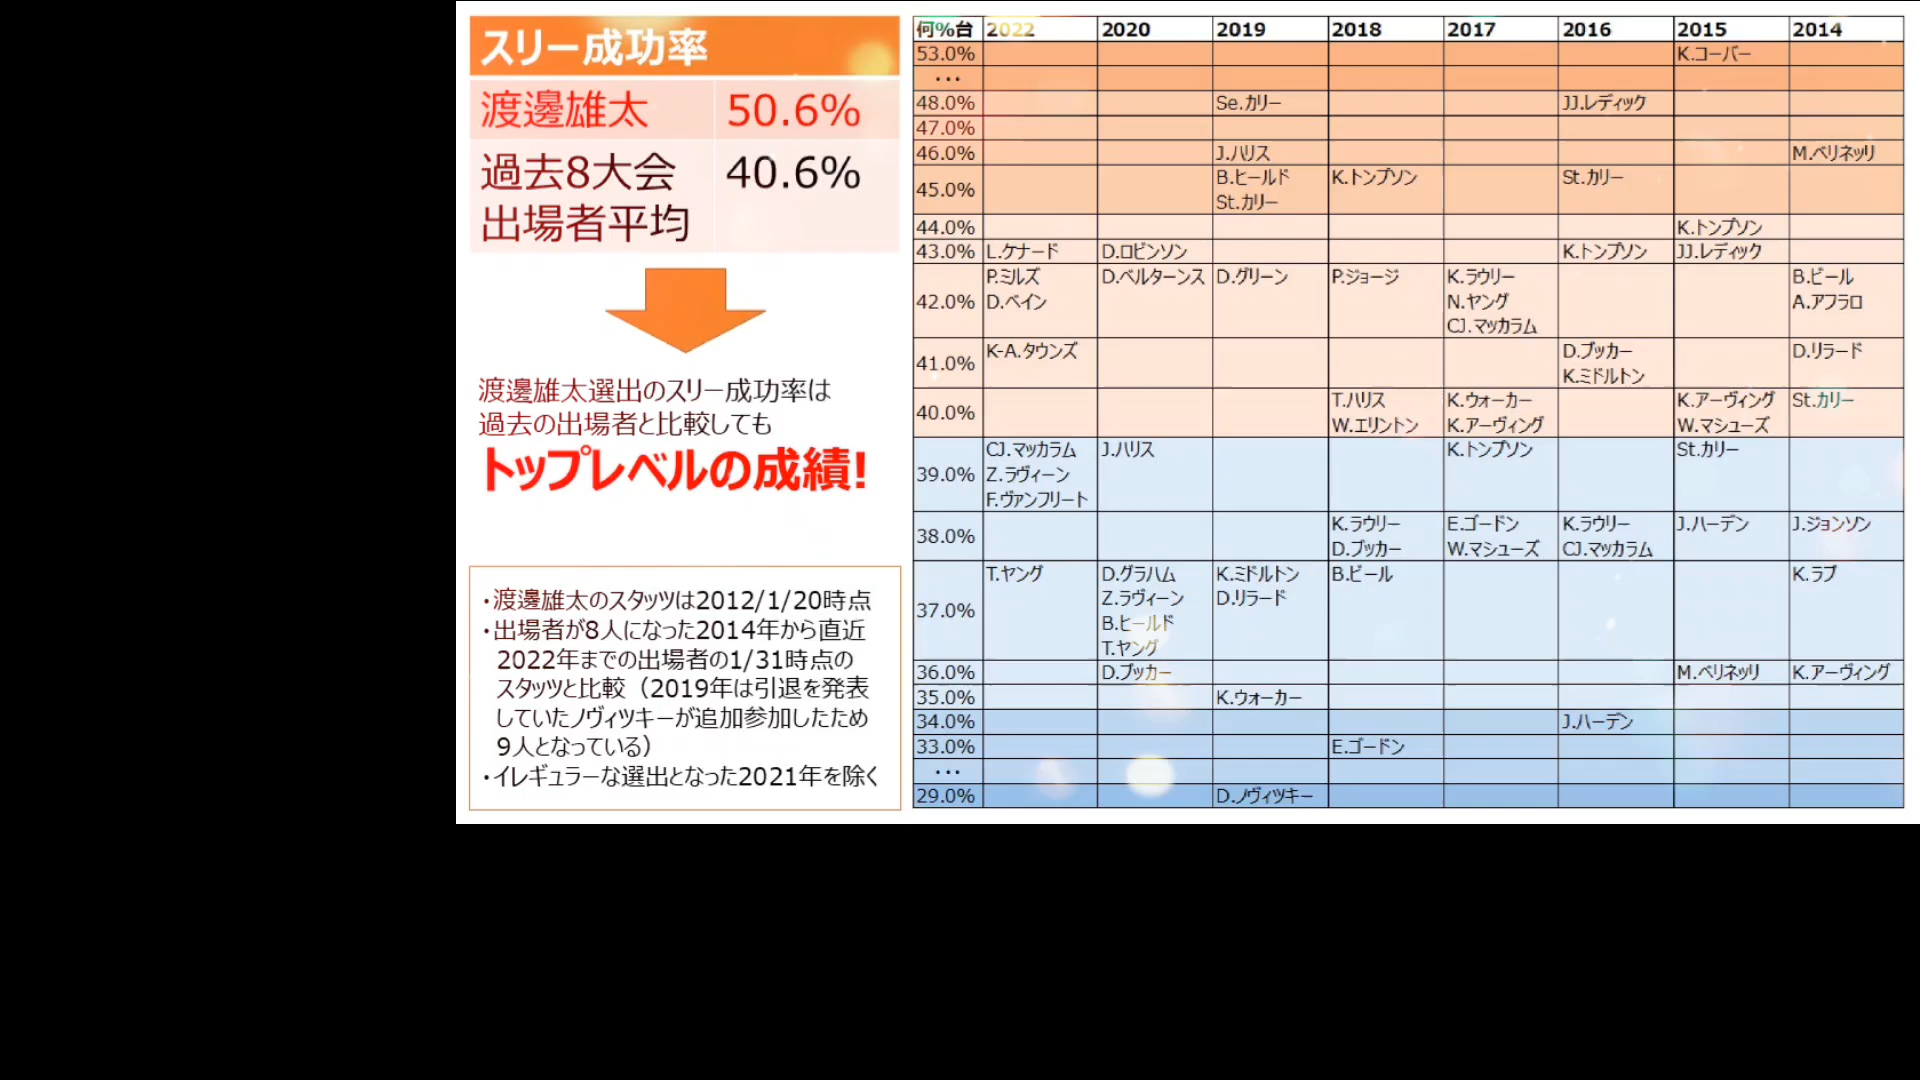 スリー成功率
渡邊雄太 50.6%
過去8大会 40.6%
出場者平均
渡邊雄太選出のスリー成功率は
過去の出場者と比較しても
トップレベルの成績!
・渡邊雄太のスタッツは2012/1/20時点
・出場者が8人になった2014年から直近
2022年までの出場者の1/31時点の
スタッツと比較（2019年は引退を発表
していたノヴィツキーが追加参加したため
9人となっている）
・イレギュラーな選出となった2021年を除く
何%台 2022 2020 2019 2018 2017 2016 2015 2014
53.0% K.コーバー
・・・
48.0% Se.カリー JJ.レディック
47.0%
46.0% J.ハリス M.ベリネッリ
45.0% B.ヒールド K.トンプソン St.カリー
St.カリー
44.0% K.トンプソン
43.0% L.ケナード D.ロビンソン K.トンプソン JJ.レディック
42.0% P.ミルズ D.ベルターンス D.グリーン P.ジョージ K.ラウリー B.ビール
D.ベイン N.ヤング A.アフラロ
CJ.マッカラム
41.0% K-A.タウンズ D.ブッカー D.リラード
K.ミドルトン
40.0% T.ハリス K.ウォーカー K.アーヴィング St.カリー
W.エリントン K.アーヴィング W.マシューズ
39.0% CJ.マッカラム J.ハリス K.トンプソン St.カリー
Z.ラヴィーン
F.ヴァンフリート
38.0% K.ラウリー E.ゴードン K.ラウリー J.ハーデン J.ジョンソン
D.ブッカー W.マシューズ CJ.マッカラム
37.0% T.ヤング D.グラハム K.ミドルトン B.ビール K.ラブ
Z.ラヴィーン D.リラード
B.ヒールド
T.ヤング
36.0% D.ブッカー M.ベリネッリ K.アーヴィング
35.0% K.ウォーカー
34.0% J.ハーデン
33.0% E.ゴードン
・・・
29.0% D.ノヴィツキー